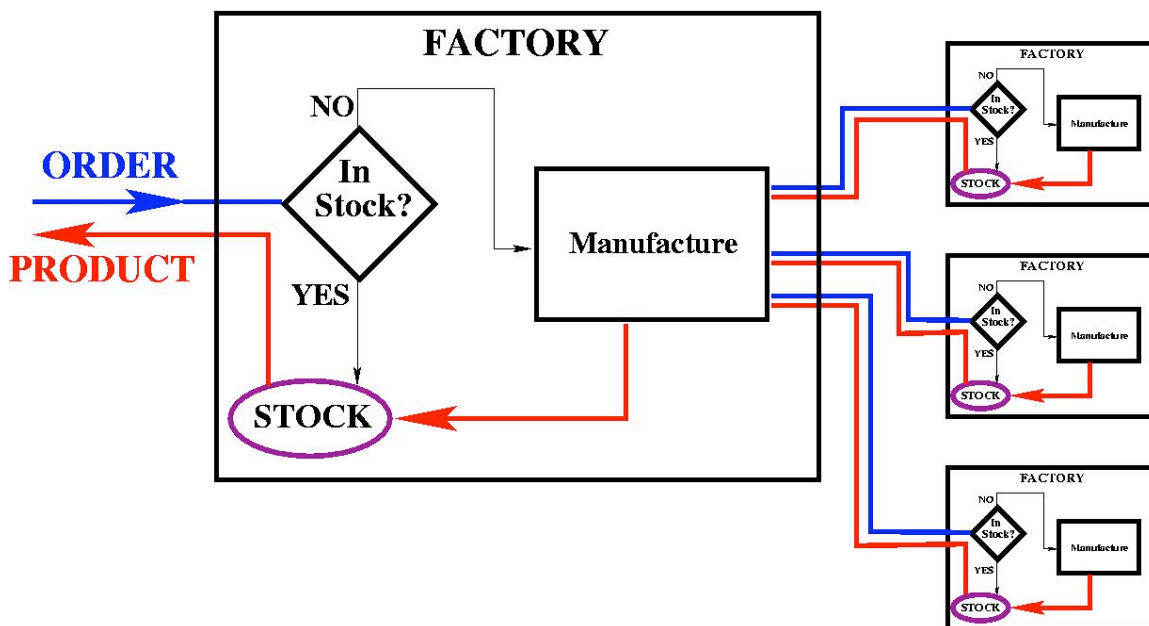 FACTORY
NO
ORDER
In
Stock?
Manufacture
PRODUCT
YES
STOCK
FACTORY
NO
In
Stock?
Manufacture
YES
STOCK
FACTORY
NO
In
Stock?
Manufacture
YES
STOCK
FACTORY
NO
In
Stock?
Manufacture
YES
STOCK